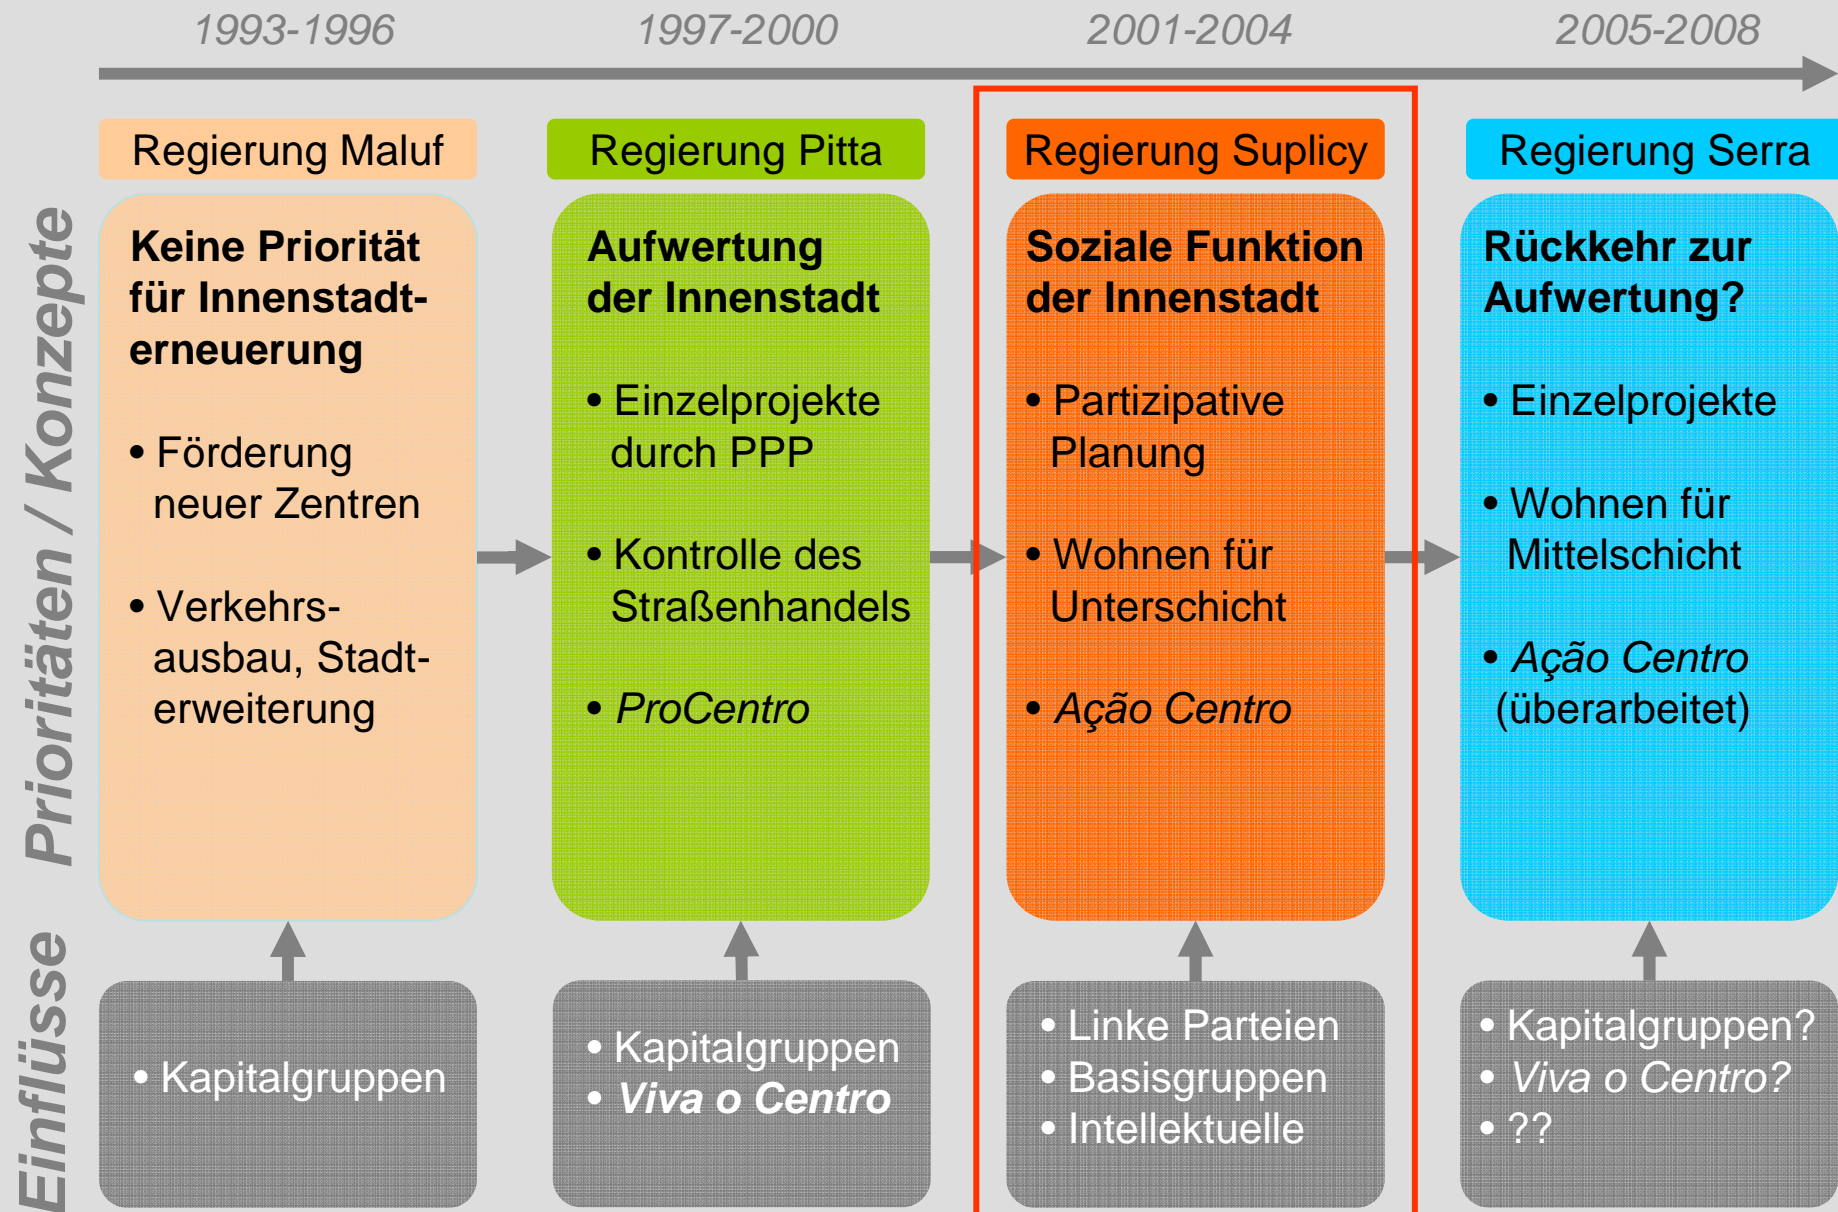 1993-1996
1997-2000
2001-2004
2005-2008
Prioritäten / Konzepte
Regierung Maluf
Keine Priorität
für Innenstadt-
erneuerung
• Förderung
neuer Zentren
• Verkehrs-
ausbau, Stadt-
erweiterung
Regierung Pitta
Aufwertung
der Innenstadt
• Einzelprojekte
durch PPP
• Kontrolle des
Straßenhandels
• ProCentro
Regierung Suplicy
Soziale Funktion
der Innenstadt
• Partizipative
Planung
• Wohnen für
Unterschicht
• Ação Centro
Regierung Serra
Rückkehr zur
Aufwertung?
• Einzelprojekte
• Wohnen für
Mittelschicht
• Ação Centro
(überarbeitet)
Einflüsse
• Kapitalgruppen
• Kapitalgruppen
• Viva o Centro
• Linke Parteien
• Basisgruppen
• Intellektuelle
• Kapitalgruppen?
• Viva o Centro?
• ??